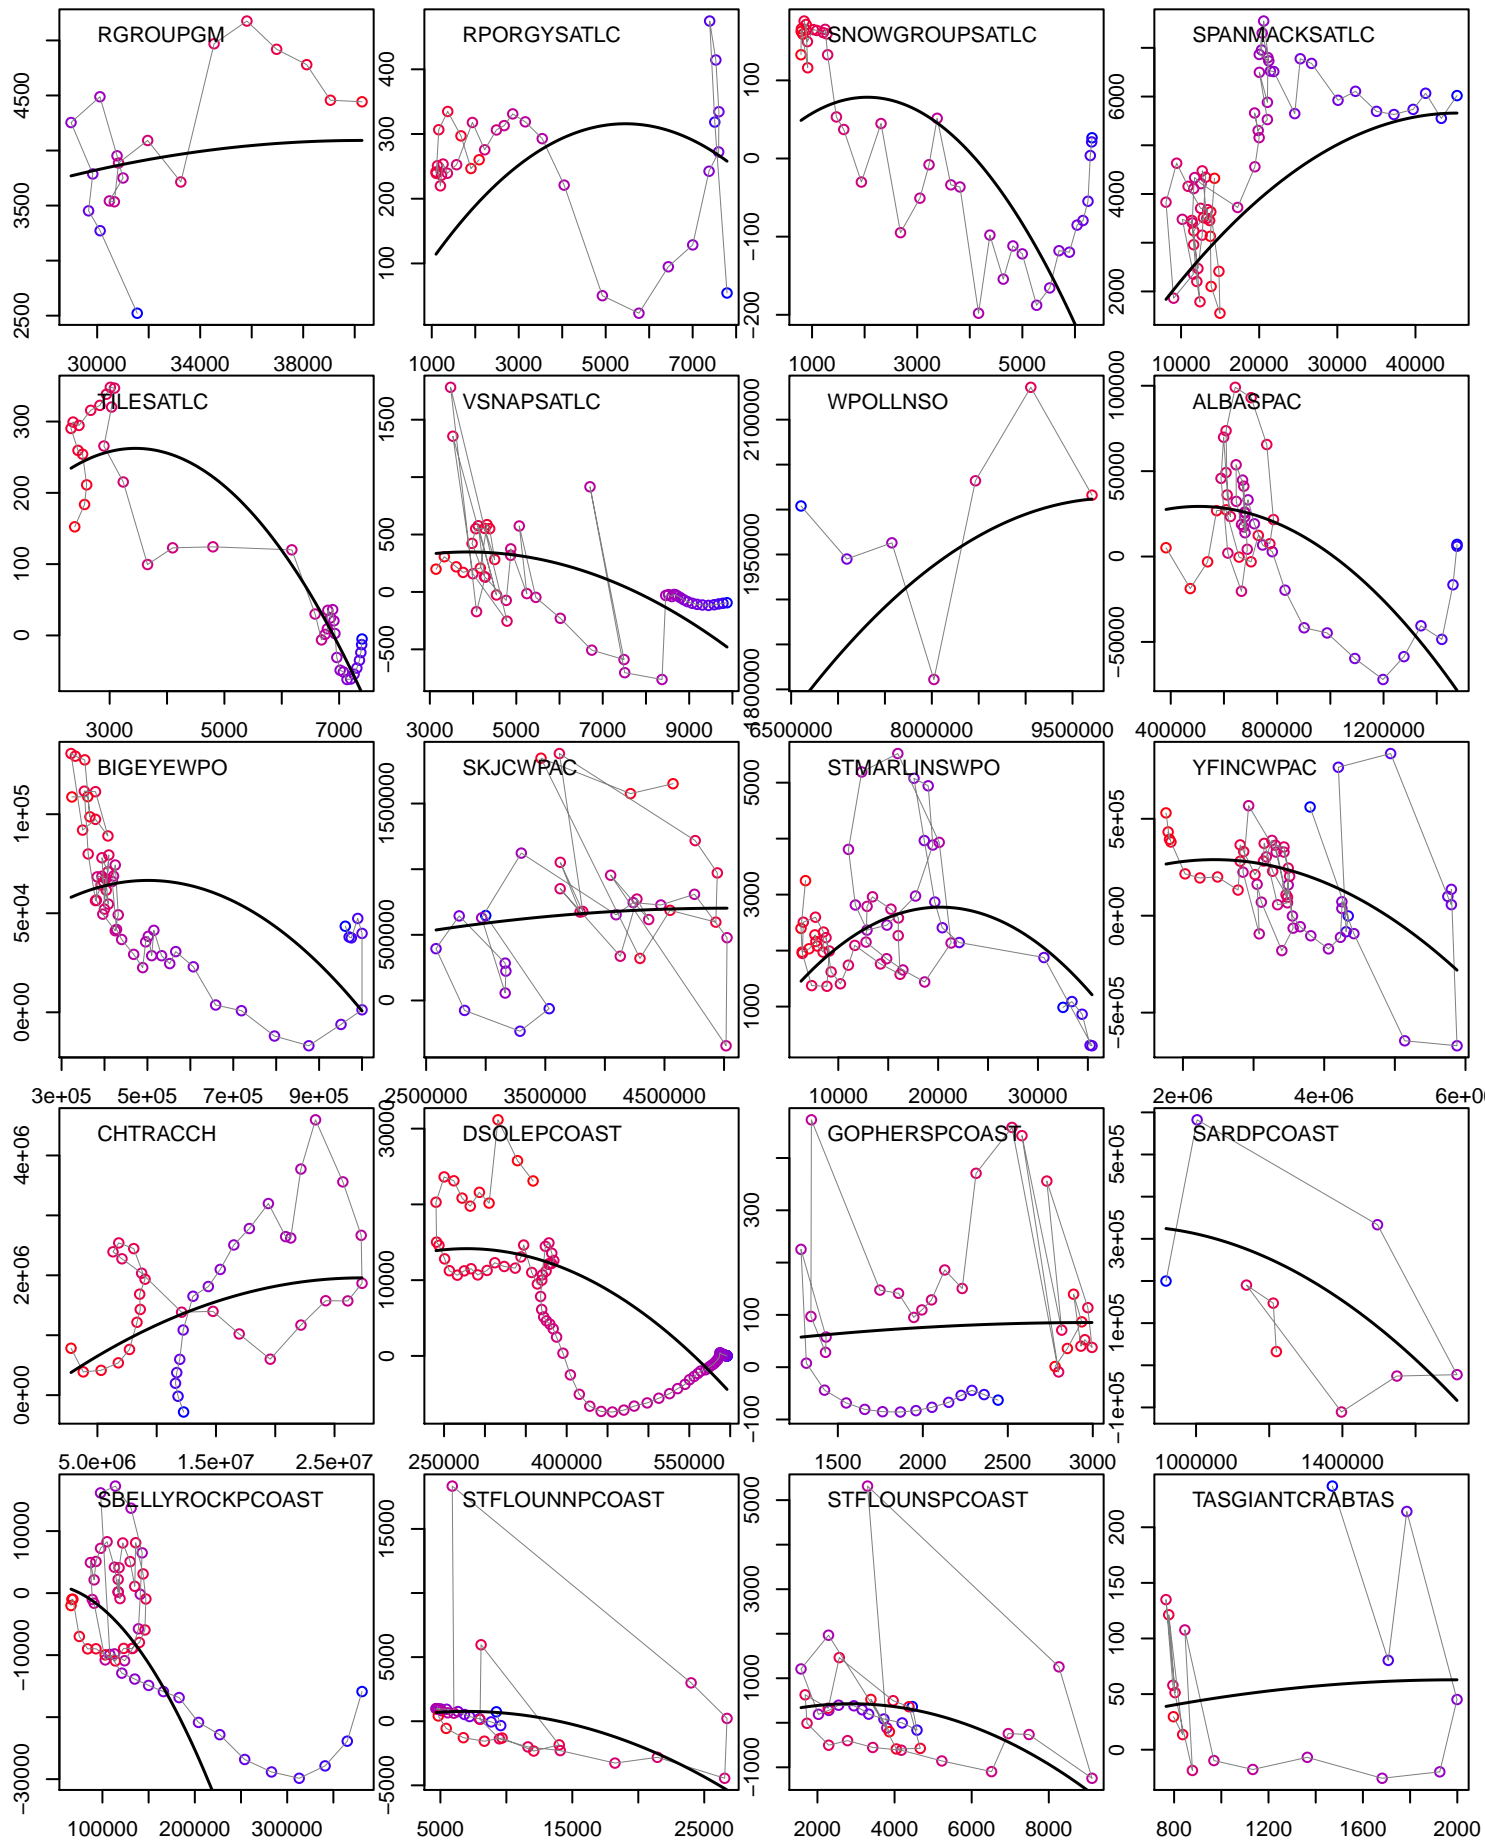 RGROUPGM RPORGYSATLC SNOWGROUPSATLC SPANMACKSATLC
2500 3500 4500
100 200 300 400
−200 −100 0 100
2000 4000 6000
30000 34000 38000
1000 3000 5000 7000
1000 3000 5000
10000 20000 30000 40000
TILESATLC VSNAPSATLC WPOLLNSO ALBASPAC
0 100 200 300
−500 0 500 1500
1800000 1950000 2100000
−50000 0 50000 100000
3000 5000 7000
3000 5000 7000 9000
6500000 8000000 9500000
400000 800000 1200000
BIGEYEWPO SKJCWPAC STMARLINSWPO YFINCWPAC
0e+00 5e+04 1e+05
0 500000 1500000
1000 3000 5000
−5e+05 0e+00 5e+05
3e+05 5e+05 7e+05 9e+05
2500000 3500000 4500000
10000 20000 30000
2e+06 4e+06 6e+0
CHTRACCH DSOLEPCOAST GOPHERSPCOAST SARDPCOAST
0e+00 2e+06 4e+06
0 10000 30000
−100 0 100 300
−1e+05 1e+05 3e+05 5e+05
5.0e+06 1.5e+07 2.5e+07
2500000 400000 5500000
1500 2000 2500 3000
1000000 1400000
SBELLYROCKPCOAST STFLOUNNPCOAST STFLOUNSPCOAST TASGIANTCRABTAS
−30000 −10000 0 10000
−5000 0 5000 15000
−1000 1000 3000 5000
0 50 100 150 200
100000 200000 300000
5000 15000 25000
2000 4000 6000 8000
800 1200 1600 2000